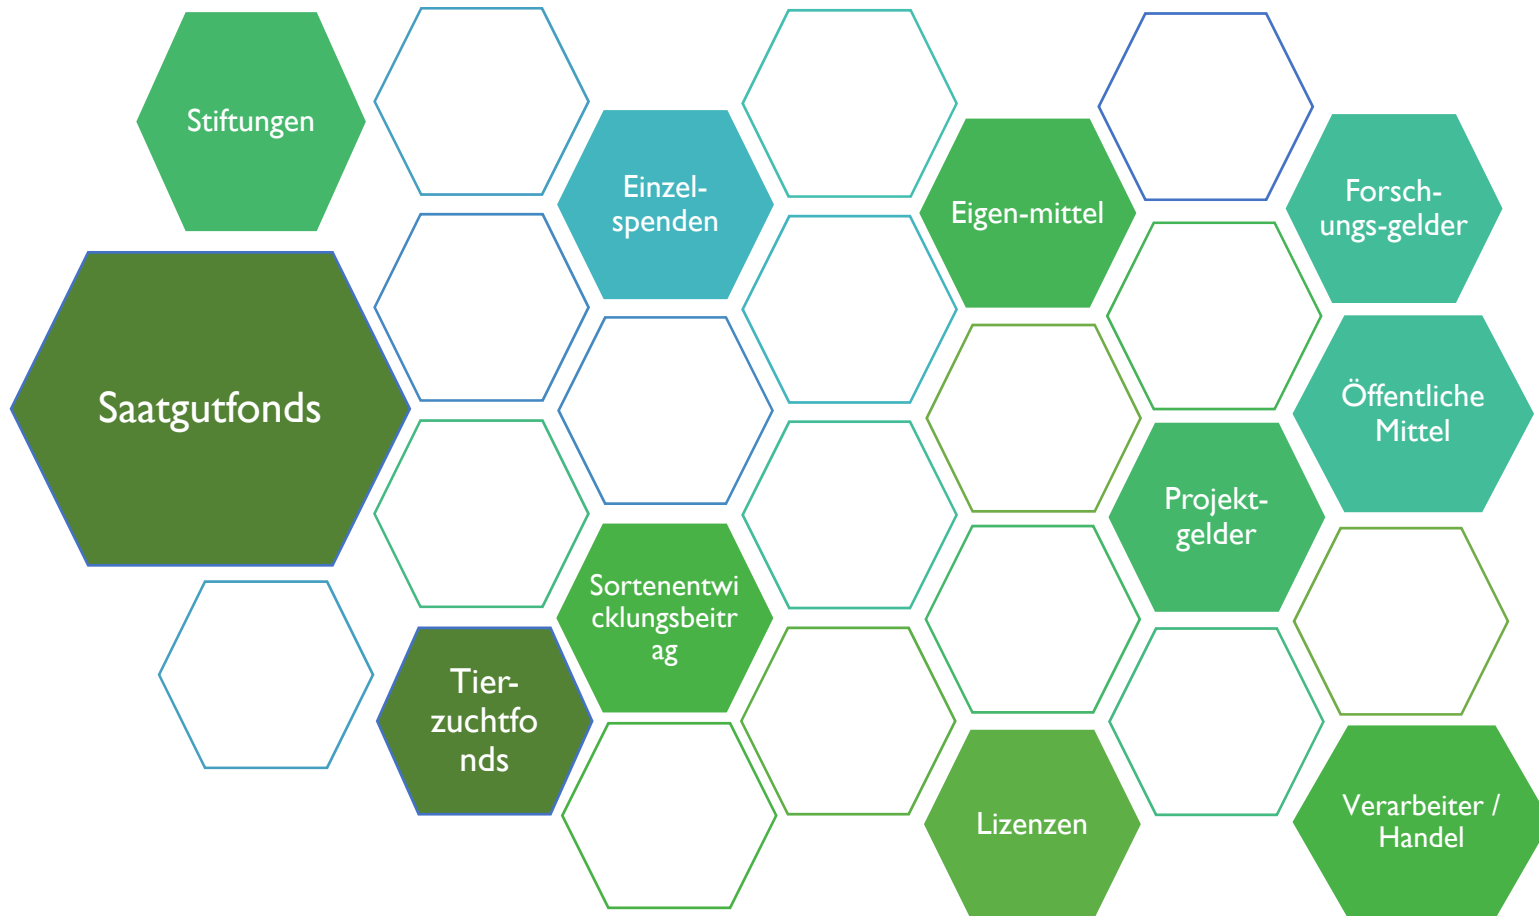 Stiftungen
Einzel-
spenden
Eigen-mittel
Forsch-
ungs-gelder
Saatgutfonds
Öffentliche
Mittel
Projekt-
gelder
Sortenentwi
cklungsbeitr
ag
Tier-
zuchtfo
nds
Lizenzen
Verarbeiter /
Handel